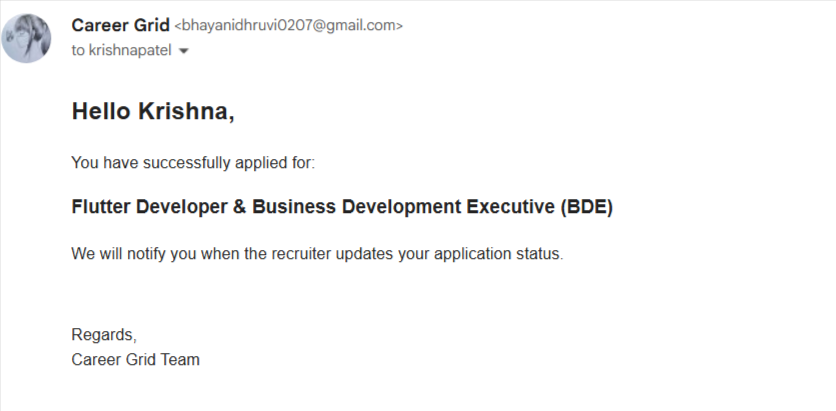 Career Grid <bhayanidhruvi0207@gmail.com>
to krishnapatel
Hello Krishna,
You have successfully applied for:
Flutter Developer & Business Development Executive (BDE)
We will notify you when the recruiter updates your application status.
Regards,
Career Grid Team